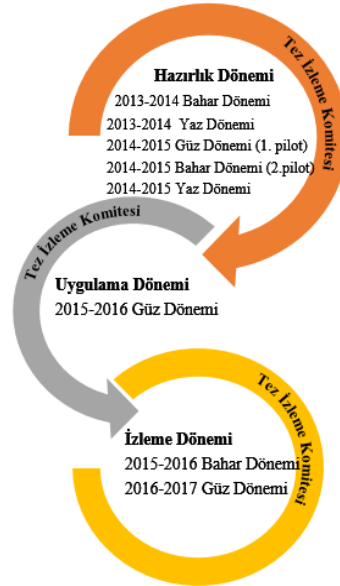 Tez İzleme Komitesi
Hazırlık Dönemi
2013-2014 Bahar Dönemi
2013-2014 Yaz Dönemi
2014-2015 Güz Dönemi (1. pilot)
2014-2015 Bahar Dönemi (2.pilot)
2014-2015 Yaz Dönemi
Tez İzleme Komitesi
Uygulama Dönemi
2015-2016 Güz Dönemi
Tez İzleme Komitesi
İzleme Dönemi
2015-2016 Bahar Dönemi
2016-2017 Güz Dönemi